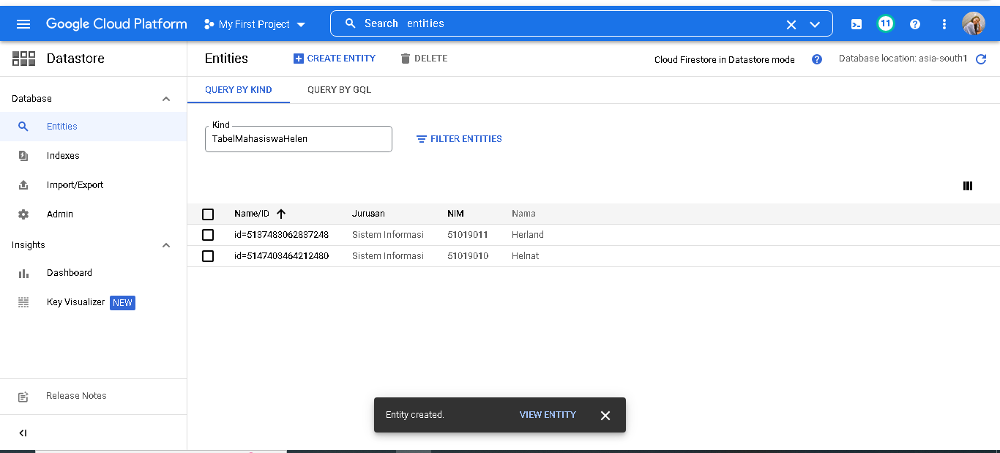 Google Cloud Platform My First Project Search entities 11
Datastore
Entities CREATE ENTITY DELETE Cloud Firestore in Datastore mode Database location: asia-south1
Database
Entities
Indexes
Import/Export
Admin
Insights
Dashboard
Key Visualizer NEW
Release Notes
QUERY BY KIND QUERY BY GQL
Kind
TabelMahasiswaHelen
FILTER ENTITIES
Name/ID Jurusan NIM Nama
id=5137483062837248 Sistem Informasi 51019011 Herland
id=5147403464212480 Sistem Informasi 51019010 Helnat
Entity created. VIEW ENTITY